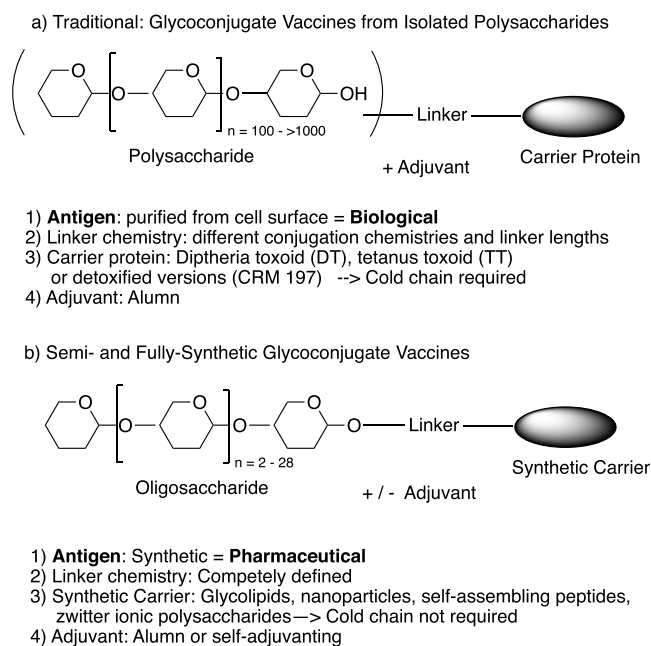 a) Traditional: Glycoconjugate Vaccines from Isolated Polysaccharides
O O O
O O OH
n = 100 - >1000
Linker
Polysaccharide
+ Adjuvant
Carrier Protein
1) Antigen: purified from cell surface = Biological
2) Linker chemistry: different conjugation chemistries and linker lengths
3) Carrier protein: Diptheria toxoid (DT), tetanus toxoid (TT)
or detoxified versions (CRM 197) --> Cold chain required
4) Adjuvant: Alumn
b) Semi- and Fully-Synthetic Glycoconjugate Vaccines
O O O
O O O
Linker
n = 2 - 28
Synthetic Carrier
Oligosaccharide
+ / - Adjuvant
1) Antigen: Synthetic = Pharmaceutical
2) Linker chemistry: Competely defined
3) Synthetic Carrier: Glycolipids, nanoparticles, self-assembling peptides,
zwitter ionic polysaccharides—> Cold chain not required
4) Adjuvant: Alumn or self-adjuvanting